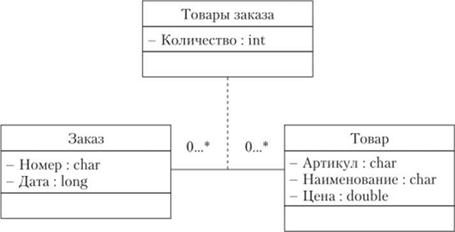 Товары заказа
– Количество : int
Заказ
– Номер : char
– Дата : long
0...*
0...*
Товар
– Артикул : char
– Наименование : char
– Цена : double